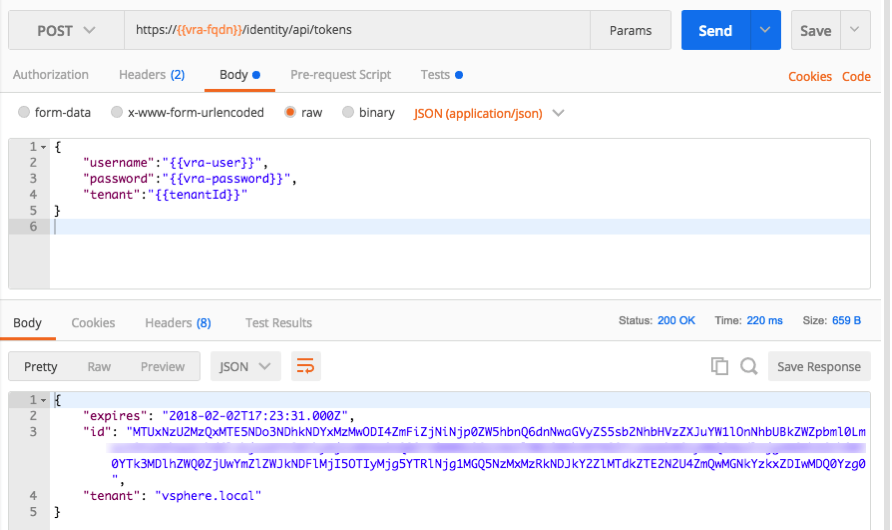 POST
https://{{vra-fqdn}}/identity/api/tokens
Params
Send
Save
Authorization
Headers (2)
Body
Pre-request Script
Tests
Cookies
Code
form-data
x-www-form-urlencoded
raw
binary
JSON (application/json)
1 {
2 "username":"{{vra-user}}",
3 "password":"{{vra-password}}",
4 "tenant":"{{tenantId}}"
5 }
6
Body
Cookies
Headers (8)
Test Results
Status: 200 OK
Time: 220 ms
Size: 659 B
Pretty
Raw
Preview
JSON
Save Response
1 {
2 "expires": "2018-02-02T17:23:31.000Z",
3 "id": "MTUxNzU2MzQxMTE5NDo3NDhkNDYxMzMwODI4ZmFiZjNiNjp0ZW5hbnQ6dnNwaGVyZS5sb2NhbHVzZXJuYW1lOnNhbUBkZWZpbml0Lm
0YTk3MDlhZWQ0ZjUwYmZlZWJkNDFlMjI5OTIyMjg5YTRlNjg1MGQ5NzMxMzRkNDJkY2ZlMTdkZTE2N2U4ZmQwMGNkYzkxZDIwMDQ0Yzg0
",
4 "tenant": "vsphere.local"
5 }